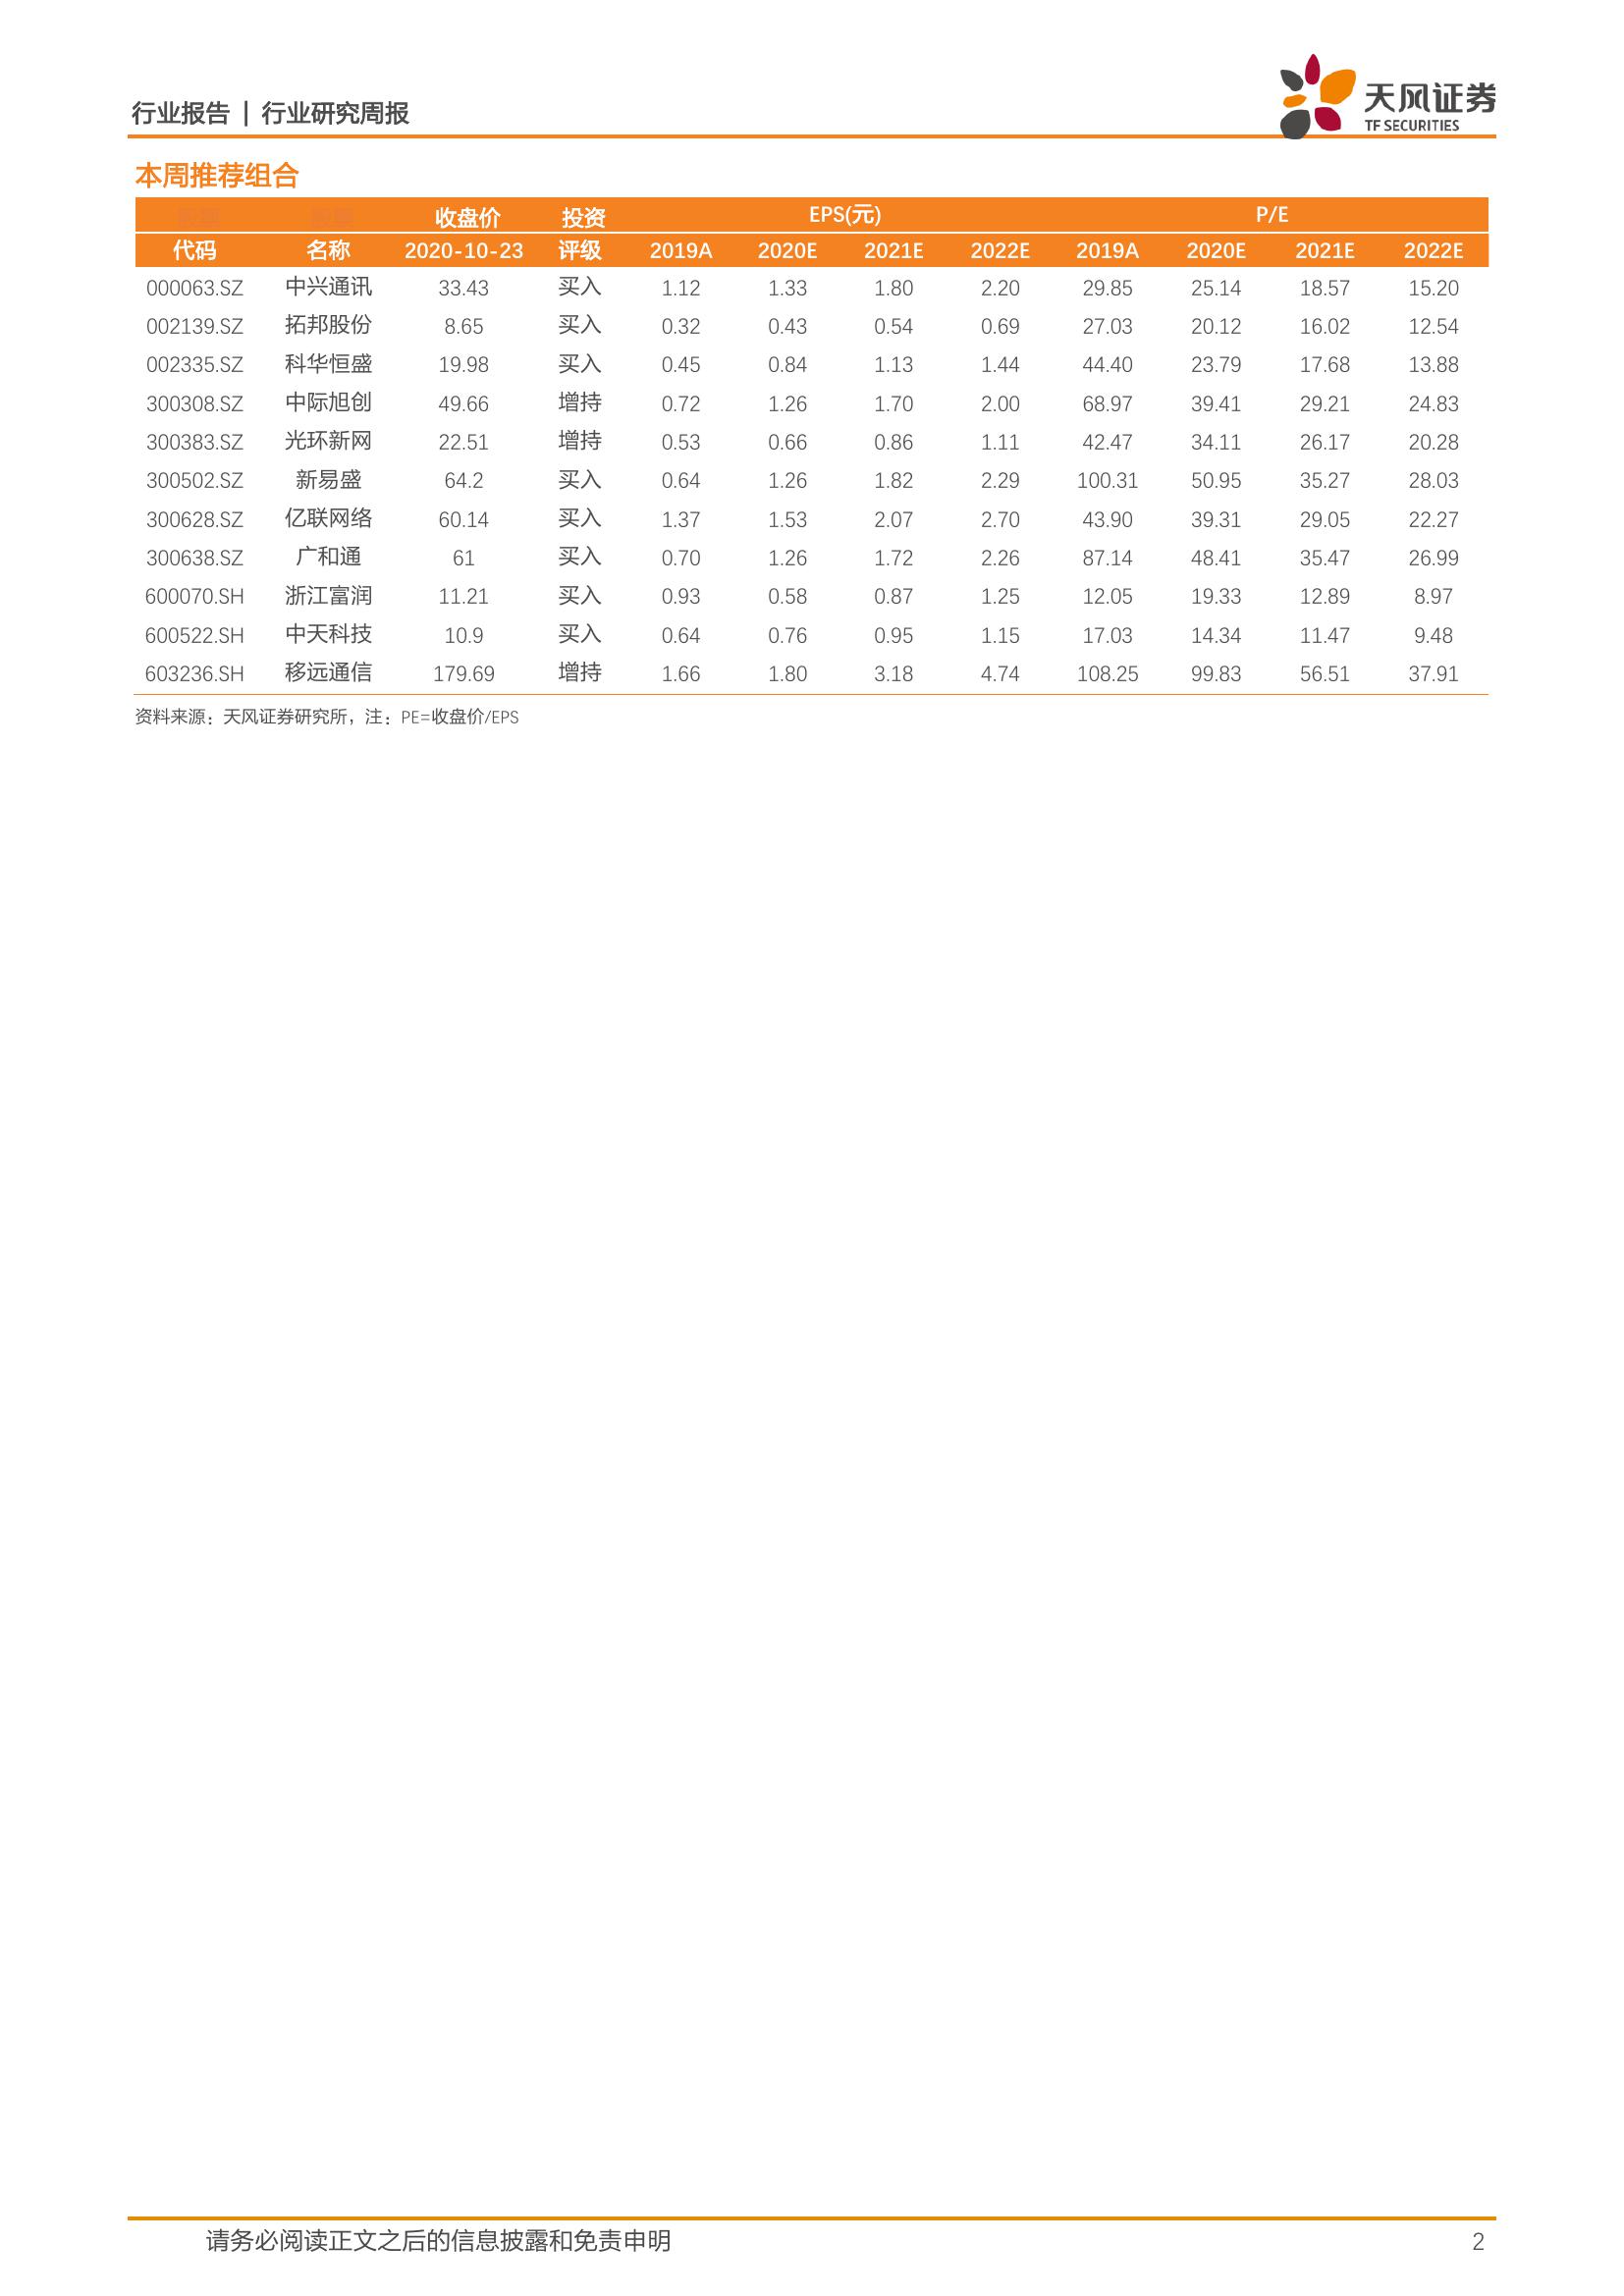 行业报告 | 行业研究周报
天风证券
TF SECURITIES
本周推荐组合
收盘价 投资 EPS(元) P/E
代码 名称 2020-10-23 评级 2019A 2020E 2021E 2022E 2019A 2020E 2021E 2022E
000063.SZ 中兴通讯 33.43 买入 1.12 1.33 1.80 2.20 29.85 25.14 18.57 15.20
002139.SZ 拓邦股份 8.65 买入 0.32 0.43 0.54 0.69 27.03 20.12 16.02 12.54
002335.SZ 科华恒盛 19.98 买入 0.45 0.84 1.13 1.44 44.40 23.79 17.68 13.88
300308.SZ 中际旭创 49.66 增持 0.72 1.26 1.70 2.00 68.97 39.41 29.21 24.83
300383.SZ 光环新网 22.51 增持 0.53 0.66 0.86 1.11 42.47 34.11 26.17 20.28
300502.SZ 新易盛 64.2 买入 0.64 1.26 1.82 2.29 100.31 50.95 35.27 28.03
300628.SZ 亿联网络 60.14 买入 1.37 1.53 2.07 2.70 43.90 39.31 29.05 22.27
300638.SZ 广和通 61 买入 0.70 1.26 1.72 2.26 87.14 48.41 35.47 26.99
600070.SH 浙江富润 11.21 买入 0.93 0.58 0.87 1.25 12.05 19.33 12.89 8.97
600522.SH 中天科技 10.9 买入 0.64 0.76 0.95 1.15 17.03 14.34 11.47 9.48
603236.SH 移远通信 179.69 增持 1.66 1.80 3.18 4.74 108.25 99.83 56.51 37.91
资料来源：天风证券研究所，注：PE=收盘价/EPS
请务必阅读正文之后的信息披露和免责申明 2